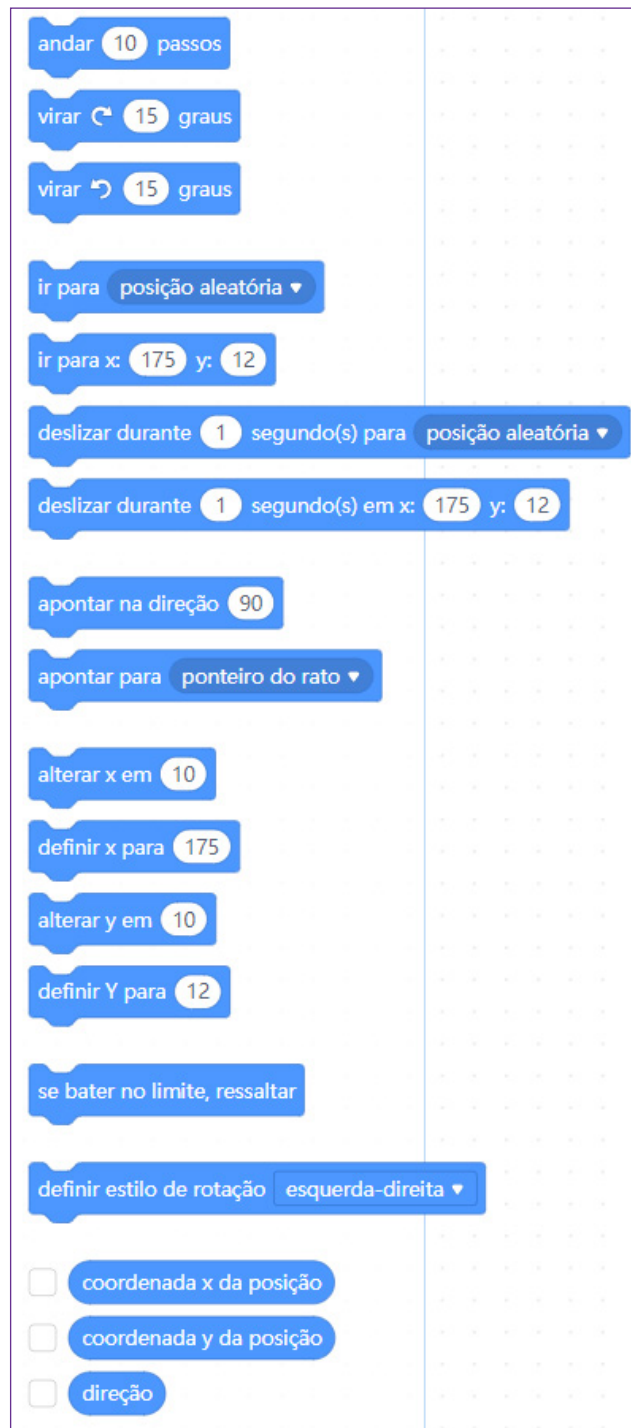 andar 10 passos
virar 15 graus
virar 15 graus
ir para posição aleatória
ir para x: 175 y: 12
deslizar durante 1 segundo(s) para posição aleatória
deslizar durante 1 segundo(s) em x: 175 y: 12
apontar na direção 90
apontar para ponteiro do rato
alterar x em 10
definir x para 175
alterar y em 10
definir Y para 12
se bater no limite, ressaltar
definir estilo de rotação esquerda-direita
coordenada x da posição
coordenada y da posição
direção